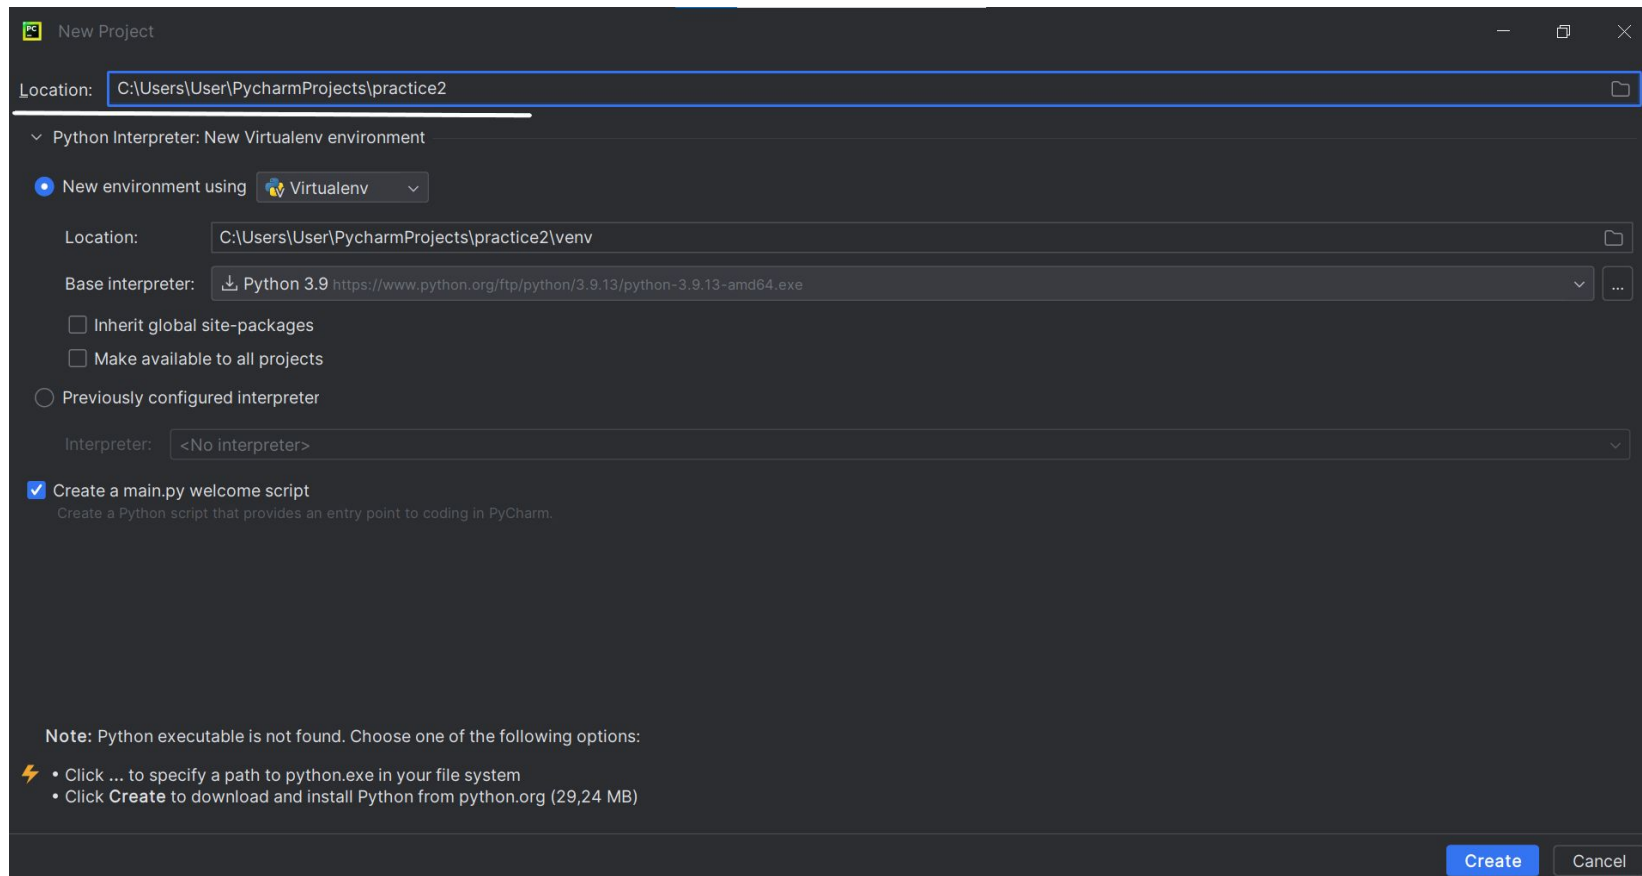 PC
New Project
Location: C:\Users\User\PycharmProjects\practice2
Python Interpreter: New Virtualenv environment
New environment using Virtualenv
Location: C:\Users\User\PycharmProjects\practice2\venv
Base interpreter: Python 3.9 https://www.python.org/ftp/python/3.9.13/python-3.9.13-amd64.exe ...
Inherit global site-packages
Make available to all projects
Previously configured interpreter
Interpreter: <No interpreter>
Create a main.py welcome script
Create a Python script that provides an entry point to coding in PyCharm.
Note: Python executable is not found. Choose one of the following options:
• Click ... to specify a path to python.exe in your file system
• Click Create to download and install Python from python.org (29,24 MB)
Create Cancel